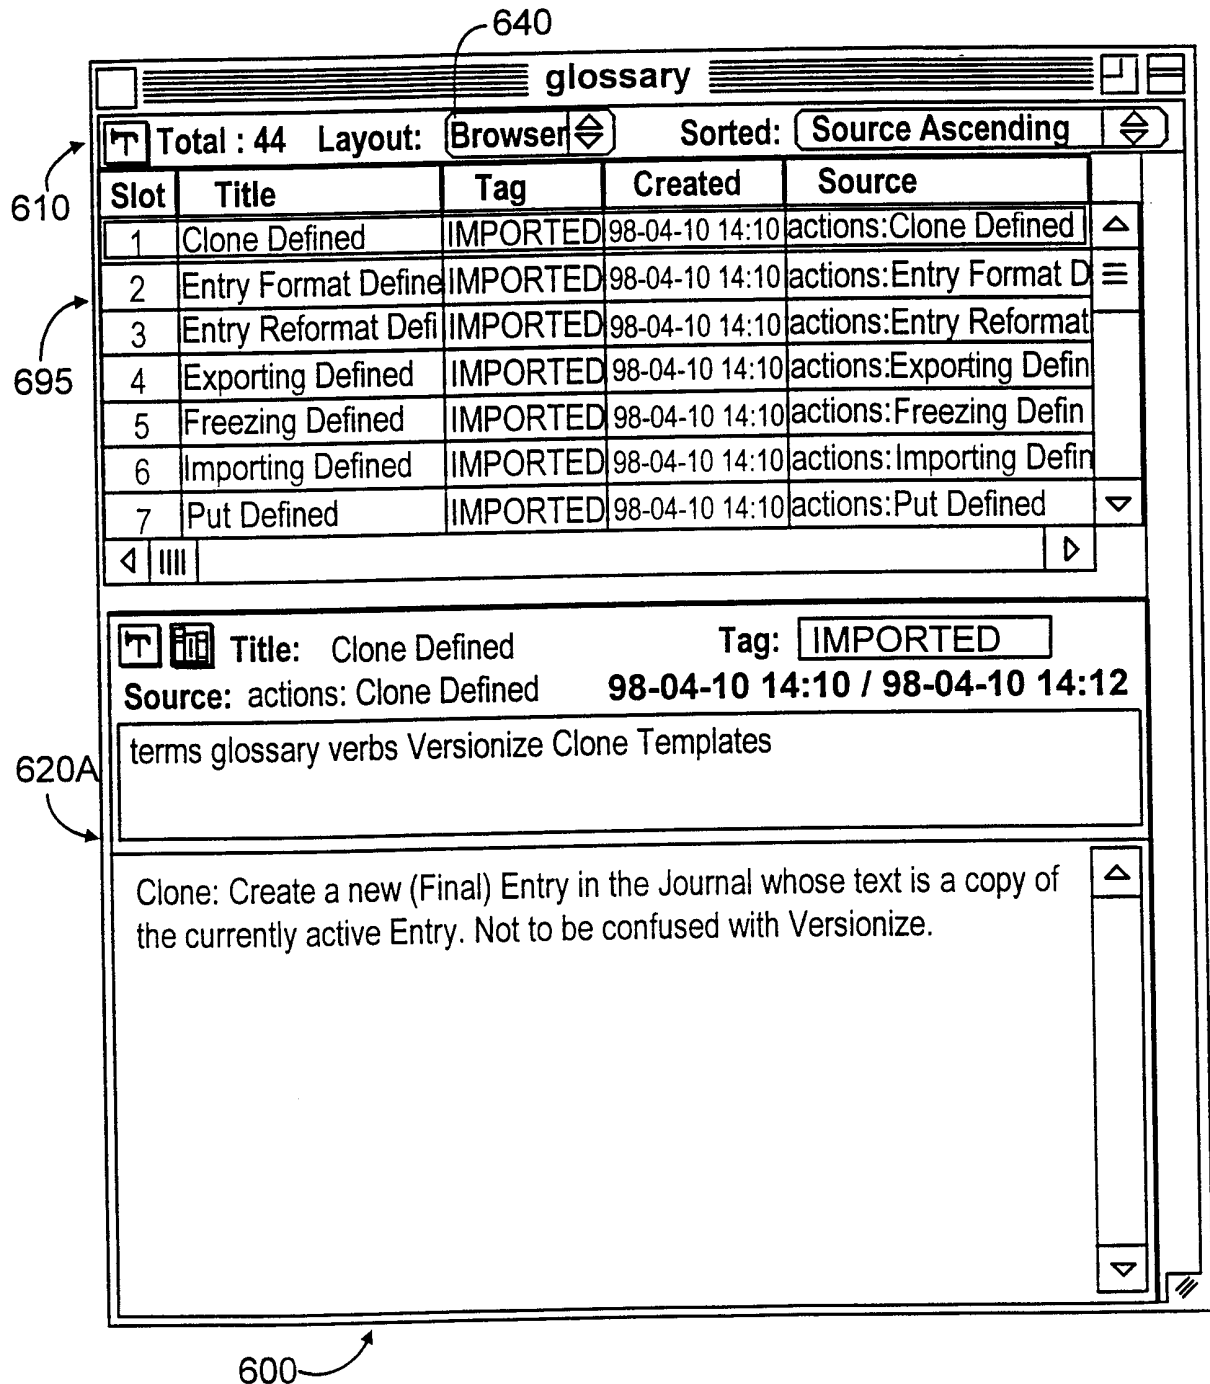 640
glossary
Total : 44 Layout: Browser Sorted: Source Ascending
610
Slot Title Tag Created Source
1 Clone Defined IMPORTED 98-04-10 14:10 actions:Clone Defined
2 Entry Format Define IMPORTED 98-04-10 14:10 actions:Entry Format D
3 Entry Reformat Defi IMPORTED 98-04-10 14:10 actions:Entry Reformat
695
4 Exporting Defined IMPORTED 98-04-10 14:10 actions:Exporting Defin
5 Freezing Defined IMPORTED 98-04-10 14:10 actions:Freezing Defin
6 Importing Defined IMPORTED 98-04-10 14:10 actions:Importing Defin
7 Put Defined IMPORTED 98-04-10 14:10 actions:Put Defined
Title: Clone Defined Tag: IMPORTED
Source: actions: Clone Defined 98-04-10 14:10 / 98-04-10 14:12
terms glossary verbs Versionize Clone Templates
620A
Clone: Create a new (Final) Entry in the Journal whose text is a copy of
the currently active Entry. Not to be confused with Versionize.
600